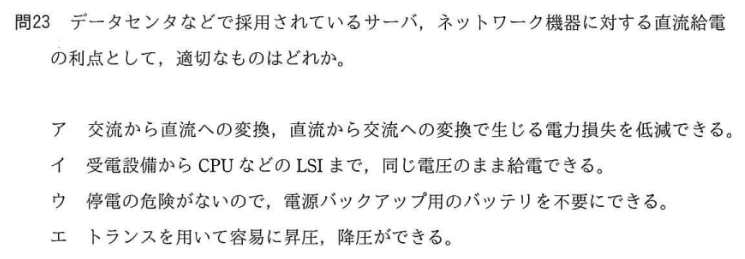 問23 データセンタなどで採用されているサーバ，ネットワーク機器に対する直流給電
の利点として，適切なものはどれか。
ア 交流から直流への変換，直流から交流への変換で生じる電力損失を低減できる。
イ 受電設備から CPU などの LSI まで，同じ電圧のまま給電できる。
ウ 停電の危険がないので，電源バックアップ用のバッテリを不要にできる。
エ トランスを用いて容易に昇圧，降圧ができる。